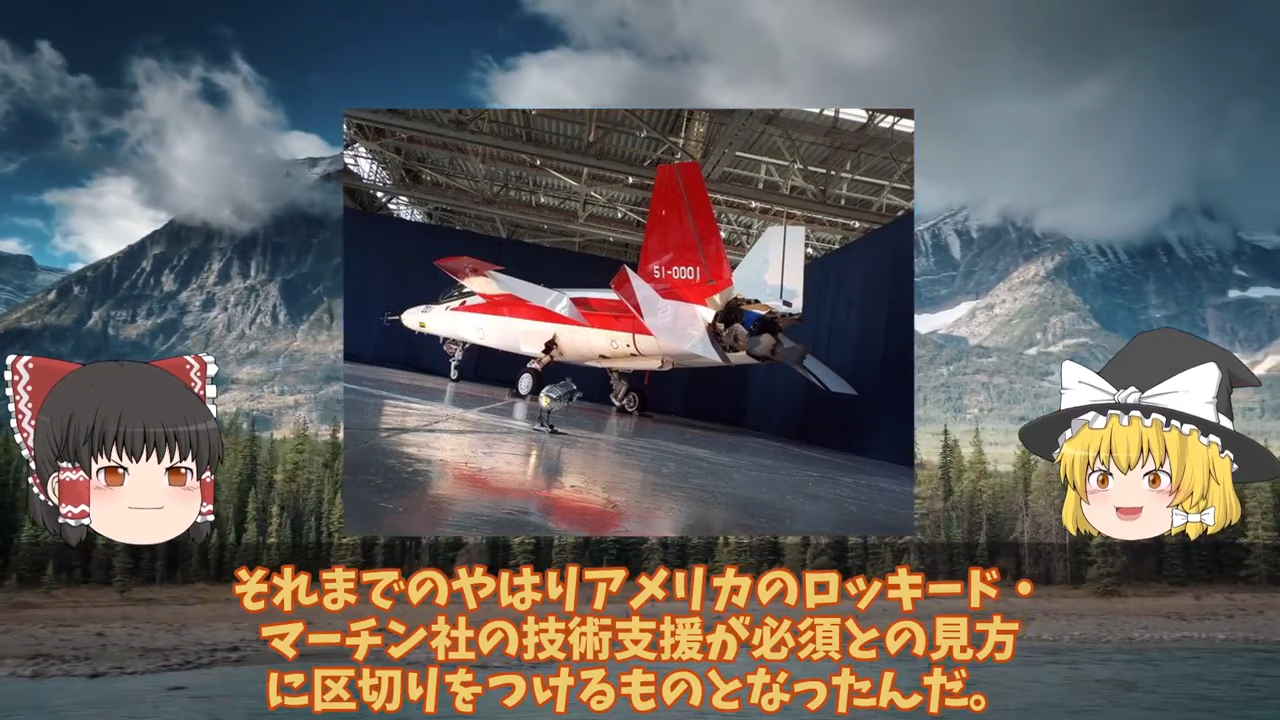 51-0001
それまでのやはりアメリカのロッキード・
マーチン社の技術支援が必須との見方
に区切りをつけるものとなったんだ。